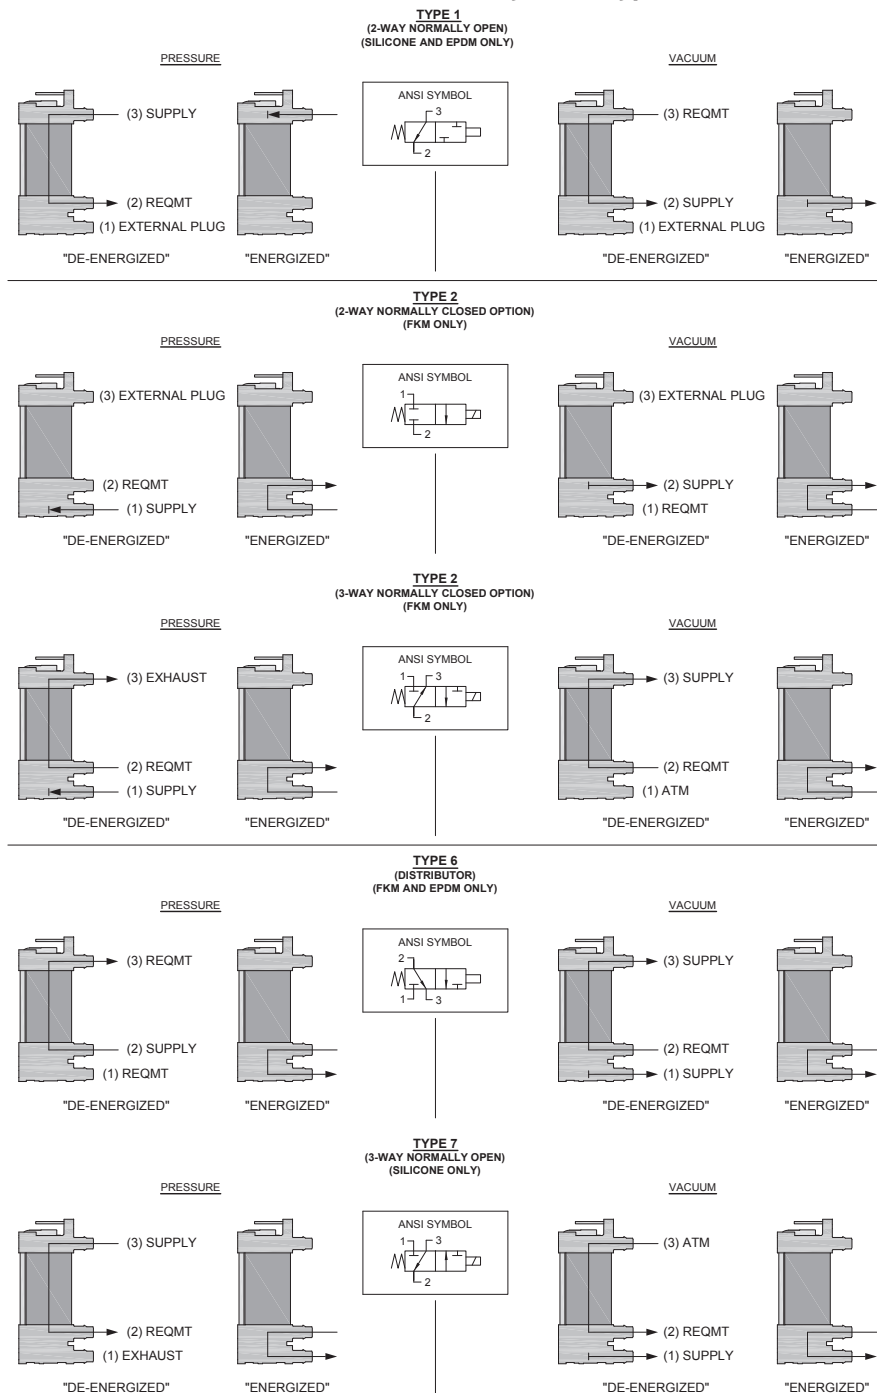 TYPE 1
(2-WAY NORMALLY OPEN)
(SILICONE AND EPDM ONLY)
PRESSURE
VACUUM
ANSI SYMBOL
3
2
(3) SUPPLY
(2) REQMT
(1) EXTERNAL PLUG
"DE-ENERGIZED"
"ENERGIZED"
(3) REQMT
(2) SUPPLY
(1) EXTERNAL PLUG
"DE-ENERGIZED"
"ENERGIZED"
TYPE 2
(2-WAY NORMALLY CLOSED OPTION)
(FKM ONLY)
PRESSURE
VACUUM
ANSI SYMBOL
1
2
(3) EXTERNAL PLUG
(2) REQMT
(1) SUPPLY
"DE-ENERGIZED"
"ENERGIZED"
(3) EXTERNAL PLUG
(2) SUPPLY
(1) REQMT
"DE-ENERGIZED"
"ENERGIZED"
TYPE 2
(3-WAY NORMALLY CLOSED OPTION)
(FKM ONLY)
PRESSURE
VACUUM
ANSI SYMBOL
1 3
2
(3) EXHAUST
(2) REQMT
(1) SUPPLY
"DE-ENERGIZED"
"ENERGIZED"
(3) SUPPLY
(2) REQMT
(1) ATM
"DE-ENERGIZED"
"ENERGIZED"
TYPE 6
(DISTRIBUTOR)
(FKM AND EPDM ONLY)
PRESSURE
VACUUM
ANSI SYMBOL
2
1 3
(3) REQMT
(2) SUPPLY
(1) REQMT
"DE-ENERGIZED"
"ENERGIZED"
(3) SUPPLY
(2) REQMT
(1) SUPPLY
"DE-ENERGIZED"
"ENERGIZED"
TYPE 7
(3-WAY NORMALLY OPEN)
(SILICONE ONLY)
PRESSURE
VACUUM
ANSI SYMBOL
1 3
2
(3) SUPPLY
(2) REQMT
(1) EXHAUST
"DE-ENERGIZED"
"ENERGIZED"
(3) ATM
(2) REQMT
(1) SUPPLY
"DE-ENERGIZED"
"ENERGIZED"